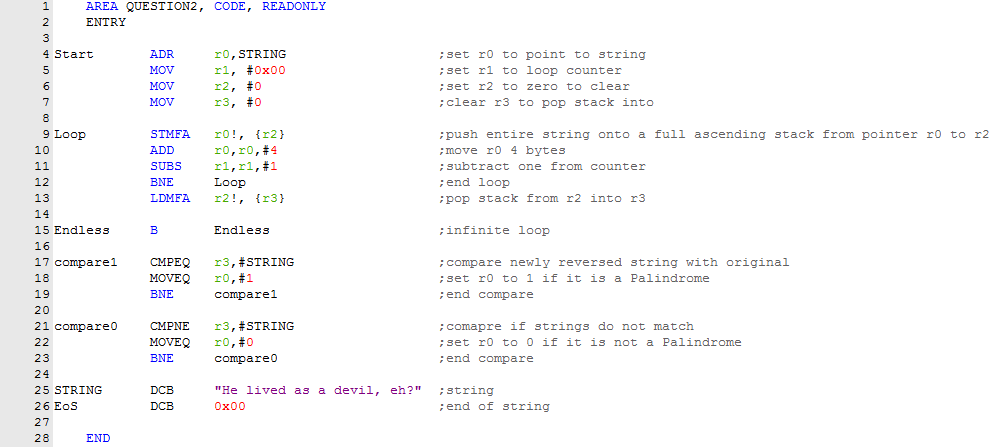 1 AREA QUESTION2, CODE, READONLY
2 ENTRY
3
4 Start ADR r0,STRING ;set r0 to point to string
5 MOV r1, #0x00 ;set r1 to loop counter
6 MOV r2, #0 ;set r2 to zero to clear
7 MOV r3, #0 ;clear r3 to pop stack into
8
9 Loop STMFA r0!, {r2} ;push entire string onto a full ascending stack from pointer r0 to r2
10 ADD r0,r0,#4 ;move r0 4 bytes
11 SUBS r1,r1,#1 ;subtract one from counter
12 BNE Loop ;end loop
13 LDMFA r2!, {r3} ;pop stack from r2 into r3
14
15 Endless B Endless ;infinite loop
16
17 compare1 CMPEQ r3,#STRING ;compare newly reversed string with original
18 MOVEQ r0,#1 ;set r0 to 1 if it is a Palindrome
19 BNE compare1 ;end compare
20
21 compare0 CMPNE r3,#STRING ;comapre if strings do not match
22 MOVEQ r0,#0 ;set r0 to 0 if it is not a Palindrome
23 BNE compare0 ;end compare
24
25 STRING DCB "He lived as a devil, eh?" ;string
26 EoS DCB 0x00 ;end of string
27
28 END